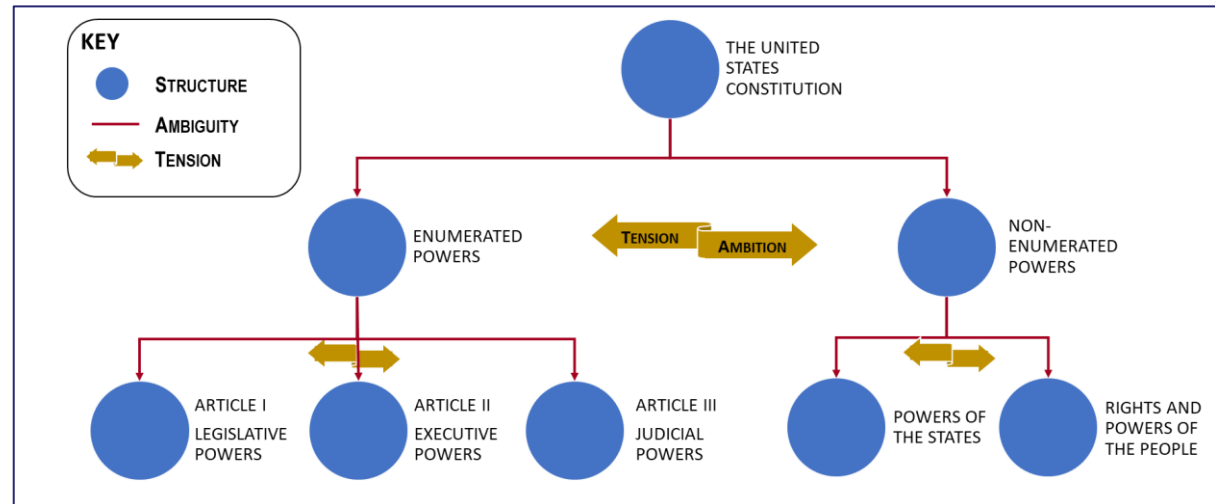 KEY
STRUCTURE
AMBIGUITY
TENSION
THE UNITED
STATES
CONSTITUTION
ENUMERATED
POWERS
TENSION
AMBITION
NON-
ENUMERATED
POWERS
ARTICLE I
LEGISLATIVE
POWERS
ARTICLE II
EXECUTIVE
POWERS
ARTICLE III
JUDICIAL
POWERS
POWERS OF
THE STATES
RIGHTS AND
POWERS OF
THE PEOPLE